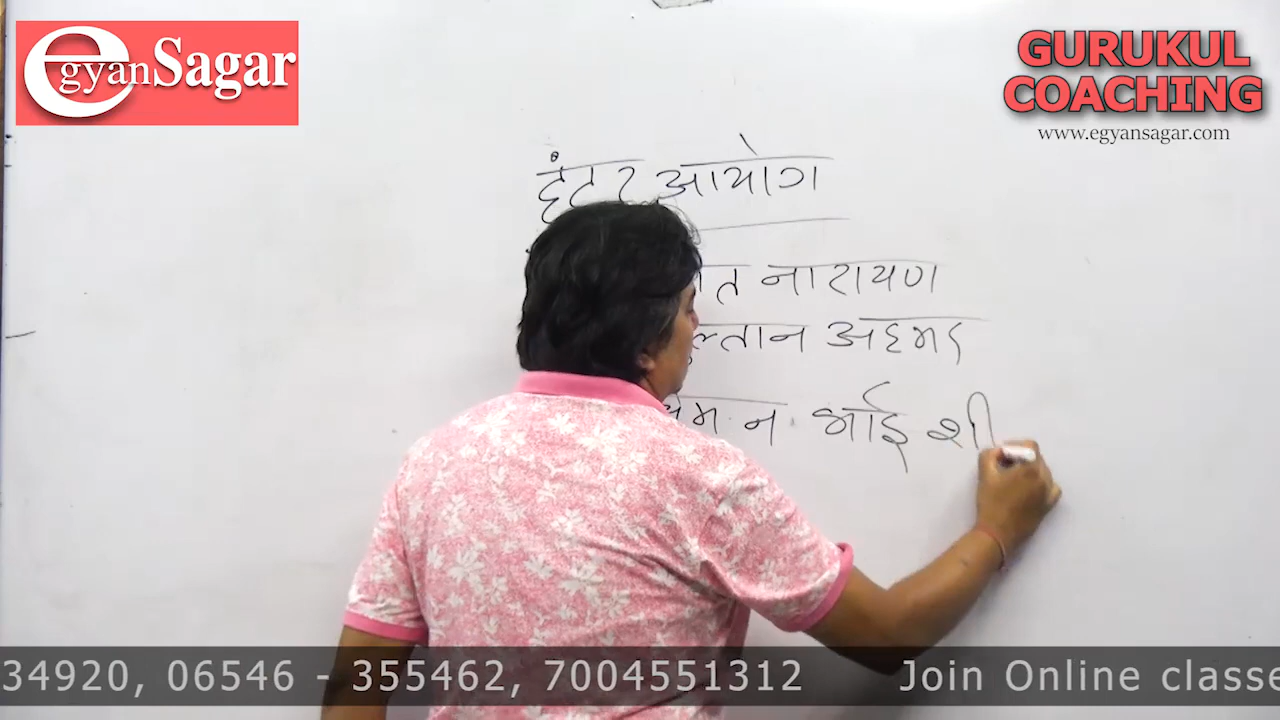 egyanSagar
GURUKUL
COACHING
www.egyansagar.com
हंटर आयोग
त नारायण
ल्तान अहमद
न भाई शी
34920, 06546 - 355462, 7004551312 Join Online classe